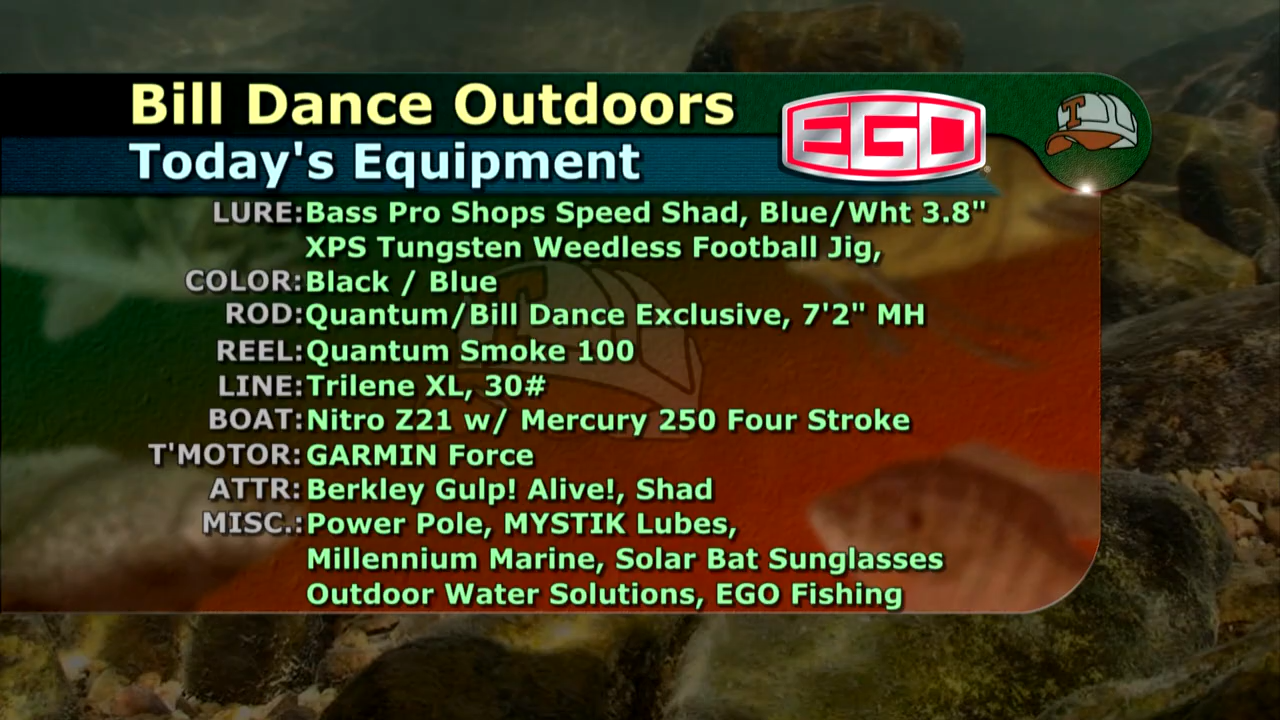 Bill Dance Outdoors
EGO
T
Today's Equipment
LURE: Bass Pro Shops Speed Shad, Blue/Wht 3.8"
XPS Tungsten Weedless Football Jig,
COLOR: Black / Blue
ROD: Quantum/Bill Dance Exclusive, 7'2" MH
REEL: Quantum Smoke 100
LINE: Trilene XL, 30#
BOAT: Nitro Z21 w/ Mercury 250 Four Stroke
T'MOTOR: GARMIN Force
ATTR: Berkley Gulp! Alive!, Shad
MISC.: Power Pole, MYSTIK Lubes,
Millennium Marine, Solar Bat Sunglasses
Outdoor Water Solutions, EGO Fishing